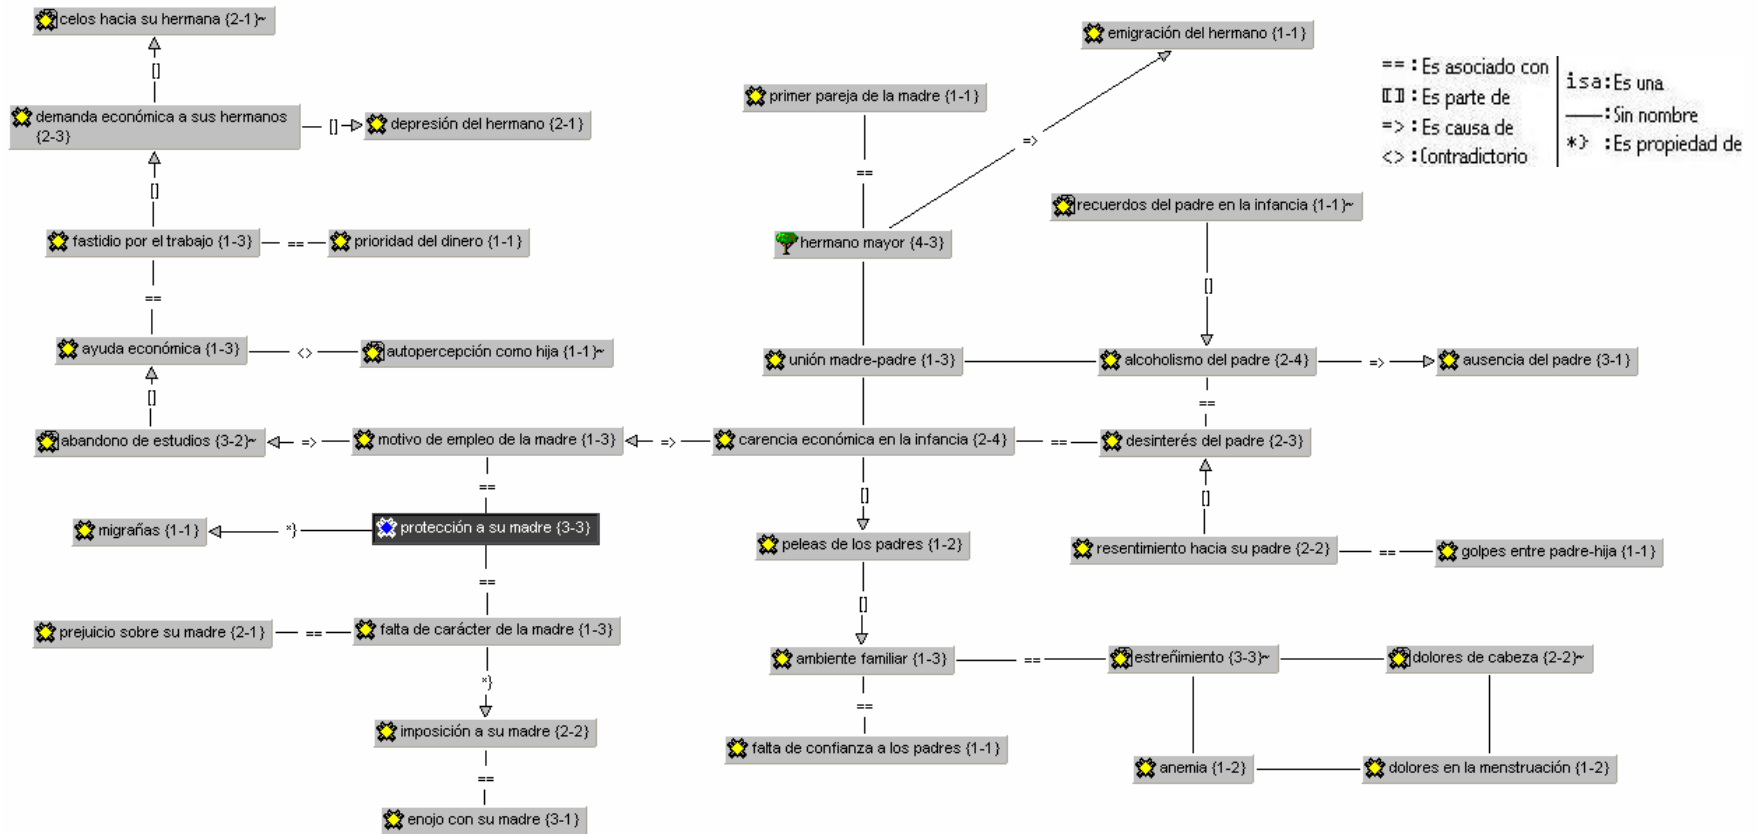 celos hacia su hermana {2-1}~
emigración del hermano {1-1}
== : Es asociado con
[] : Es parte de
=> : Es causa de
<> : Contradictorio
isa: Es una
——: Sin nombre
*} : Es propiedad de
primer pareja de la madre {1-1}
[]
demanda económica a sus hermanos
{2-3}
[]
depresión del hermano {2-1}
=>
==
[]
recuerdos del padre en la infancia {1-1}~
fastidio por el trabajo {1-3}
==
prioridad del dinero {1-1}
hermano mayor {4-3}
==
[]
ayuda económica {1-3}
<>
autopercepción como hija {1-1}~
unión madre-padre {1-3}
alcoholismo del padre {2-4}
=>
ausencia del padre {3-1}
[]
==
abandono de estudios {3-2}~
=>
motivo de empleo de la madre {1-3}
=>
carencia económica en la infancia {2-4}
==
desinterés del padre {2-3}
==
[]
[]
migrañas {1-1}
*}
protección a su madre {3-3}
peleas de los padres {1-2}
resentimiento hacia su padre {2-2}
==
golpes entre padre-hija {1-1}
==
[]
prejuicio sobre su madre {2-1}
==
falta de carácter de la madre {1-3}
ambiente familiar {1-3}
==
estreñimiento {3-3}~
dolores de cabeza {2-2}~
*}
==
imposición a su madre {2-2}
falta de confianza a los padres {1-1}
anemia {1-2}
dolores en la menstruación {1-2}
==
enojo con su madre {3-1}